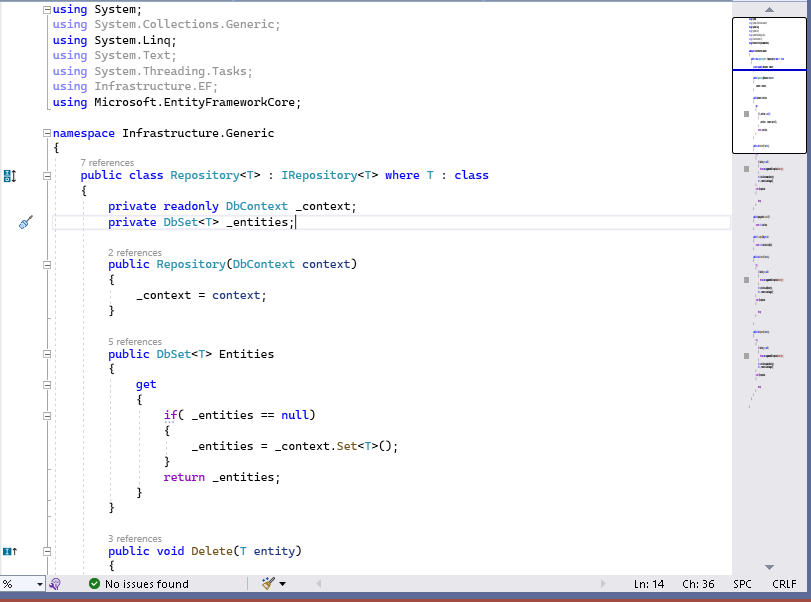 using System;
using System.Collections.Generic;
using System.Linq;
using System.Text;
using System.Threading.Tasks;
using Infrastructure.EF;
using Microsoft.EntityFrameworkCore;
namespace Infrastructure.Generic
{
7 references
public class Repository<T> : IRepository<T> where T : class
{
private readonly DbContext _context;
private DbSet<T> _entities;
2 references
public Repository(DbContext context)
{
_context = context;
}
5 references
public DbSet<T> Entities
{
get
{
if( _entities == null)
{
_entities = _context.Set<T>();
}
return _entities;
}
}
3 references
public void Delete(T entity)
{
% No issues found Ln: 14 Ch: 36 SPC CRLF